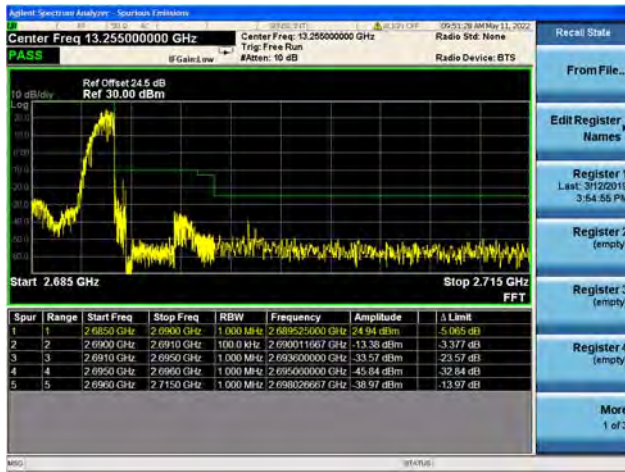 Agilent Spectrum Analyzer - Spurious Emissions
09:51:28 AM May 11, 2022
Center Freq 13.255000000 GHz
Center Freq: 13.255000000 GHz
Radio Std: None
Trig: Free Run
PASS
IFGain:Low
#Atten: 10 dB
Radio Device: BTS
Ref Offset 24.5 dB
10 dB/div
Ref 30.00 dBm
Log
Start 2.685 GHz
Stop 2.715 GHz
FFT
Spur Range Start Freq Stop Freq RBW Frequency Amplitude Δ Limit
1 1 2.6850 GHz 2.6900 GHz 1.000 MHz 2.689525000 GHz 24.94 dBm -5.065 dB
2 2 2.6900 GHz 2.6910 GHz 100.0 kHz 2.690011667 GHz -13.38 dBm -3.377 dB
3 3 2.6910 GHz 2.6950 GHz 1.000 MHz 2.693600000 GHz -33.57 dBm -23.57 dB
4 4 2.6950 GHz 2.6960 GHz 1.000 MHz 2.695060000 GHz -45.84 dBm -32.84 dB
5 5 2.6960 GHz 2.7150 GHz 1.000 MHz 2.698026667 GHz -38.97 dBm -13.97 dB
MSG
STATUS
Recall State
From File...
Edit Register
Names
Register 1
Last: 3/12/2019
3:54:55 PM
Register 2
(empty
Register 3
(empty
Register 4
(empty
More
1 of 3